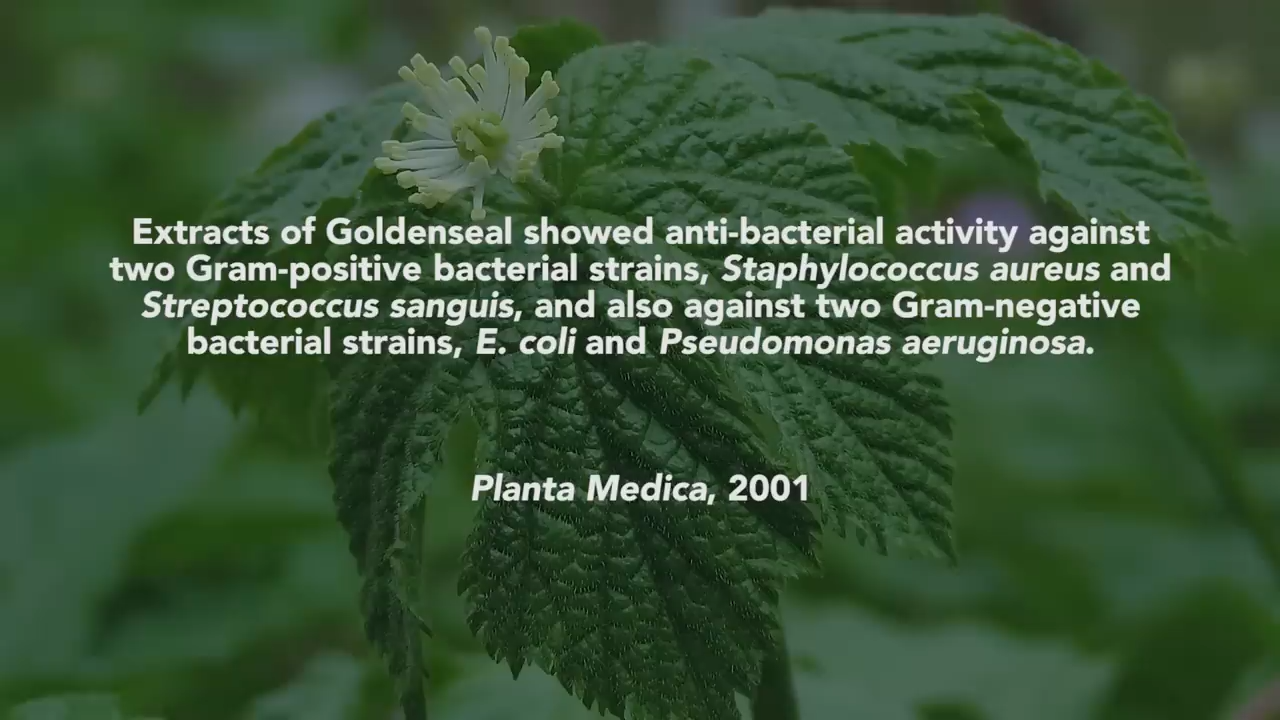 Extracts of Goldenseal showed anti-bacterial activity against
two Gram-positive bacterial strains, Staphylococcus aureus and
Streptococcus sanguis, and also against two Gram-negative
bacterial strains, E. coli and Pseudomonas aeruginosa.
Planta Medica, 2001